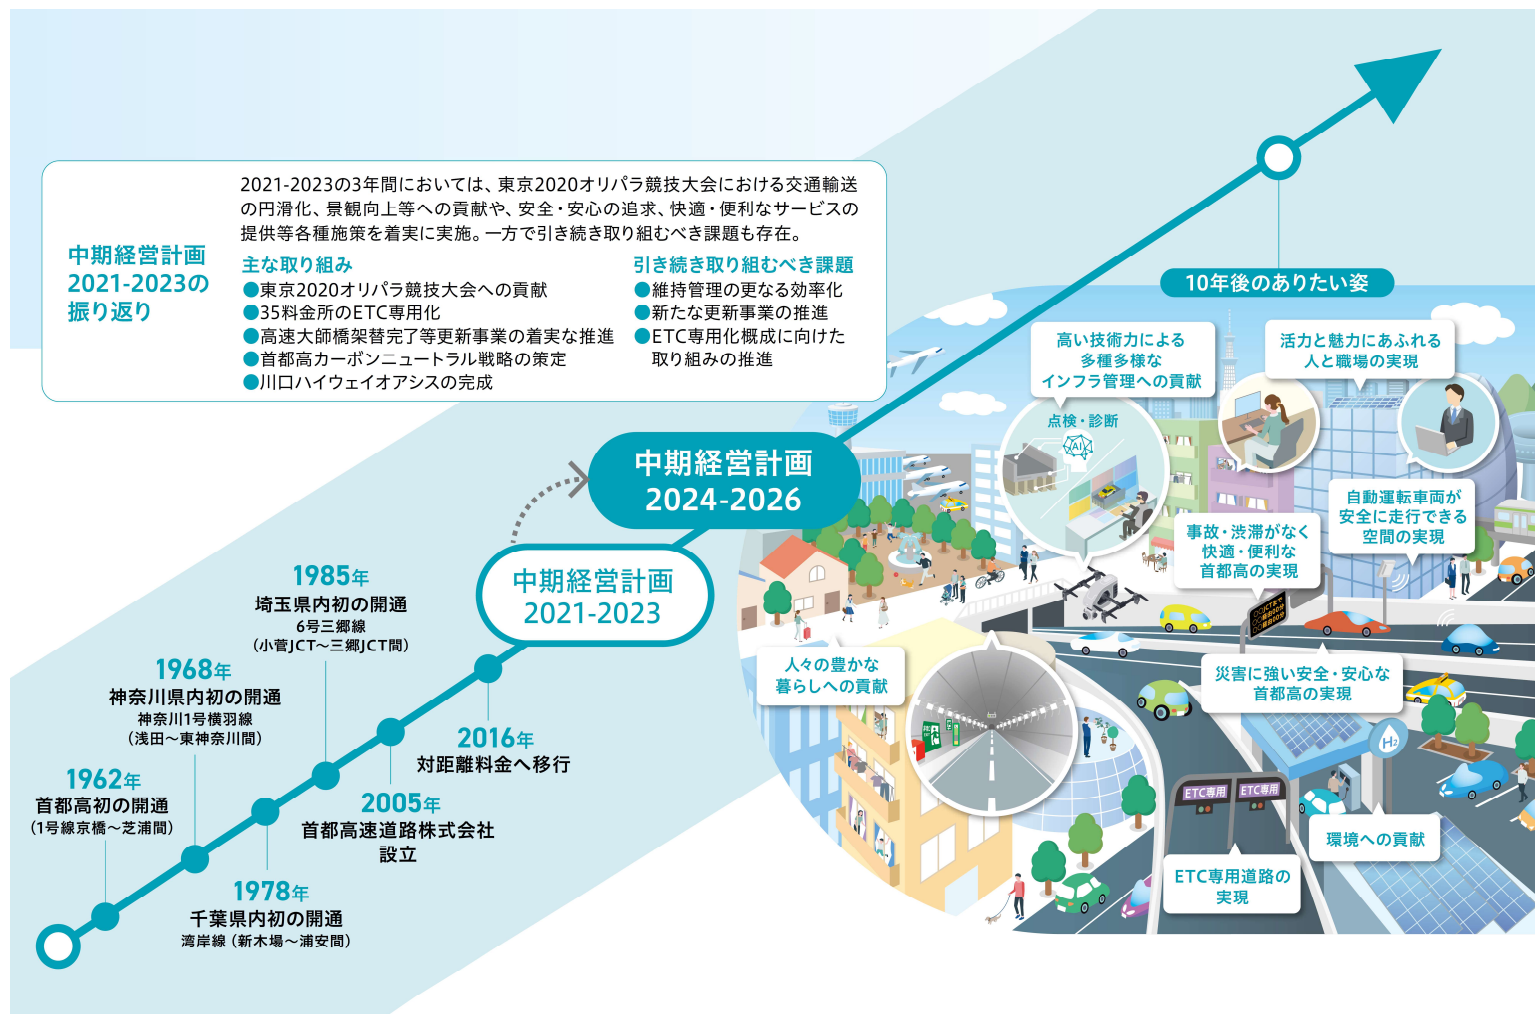 中期経営計画
2021-2023の
振り返り
2021-2023の3年間においては、東京2020オリパラ競技大会における交通輸送
の円滑化、景観向上等への貢献や、安全・安心の追求、快適・便利なサービスの
提供等各種施策を着実に実施。一方で引き続き取り組むべき課題も存在。
主な取り組み
●東京2020オリパラ競技大会への貢献
●35料金所のETC専用化
●高速大師橋架替完了等更新事業の着実な推進
●首都高カーボンニュートラル戦略の策定
●川口ハイウェイオアシスの完成
引き続き取り組むべき課題
●維持管理の更なる効率化
●新たな更新事業の推進
●ETC専用化概成に向けた
取り組みの推進
10年後のありたい姿
高い技術力による
多種多様な
インフラ管理への貢献
点検・診断
AI
活力と魅力にあふれる
人と職場の実現
自動運転車両が
安全に走行できる
空間の実現
事故・渋滞がなく
快適・便利な
首都高の実現
災害に強い安全・安心な
首都高の実現
人々の豊かな
暮らしへの貢献
H2
ETC専用
ETC専用
環境への貢献
ETC専用道路の
実現
中期経営計画
2024-2026
中期経営計画
2021-2023
1985年
埼玉県内初の開通
6号三郷線
（小菅JCT～三郷JCT間）
1968年
神奈川県内初の開通
神奈川1号横羽線
（浅田～東神奈川間）
1962年
首都高初の開通
（1号線京橋～芝浦間）
2016年
対距離料金へ移行
2005年
首都高速道路株式会社
設立
1978年
千葉県内初の開通
湾岸線（新木場～浦安間）